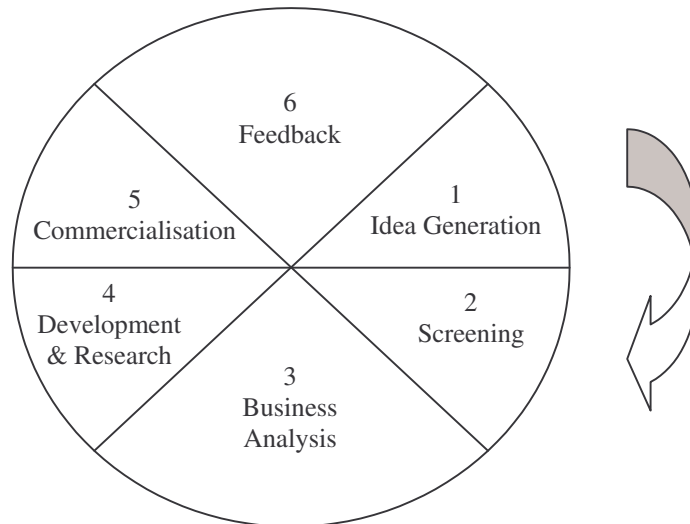 6
Feedback
1
Idea Generation
5
Commercialisation
2
Screening
4
Development
& Research
3
Business
Analysis